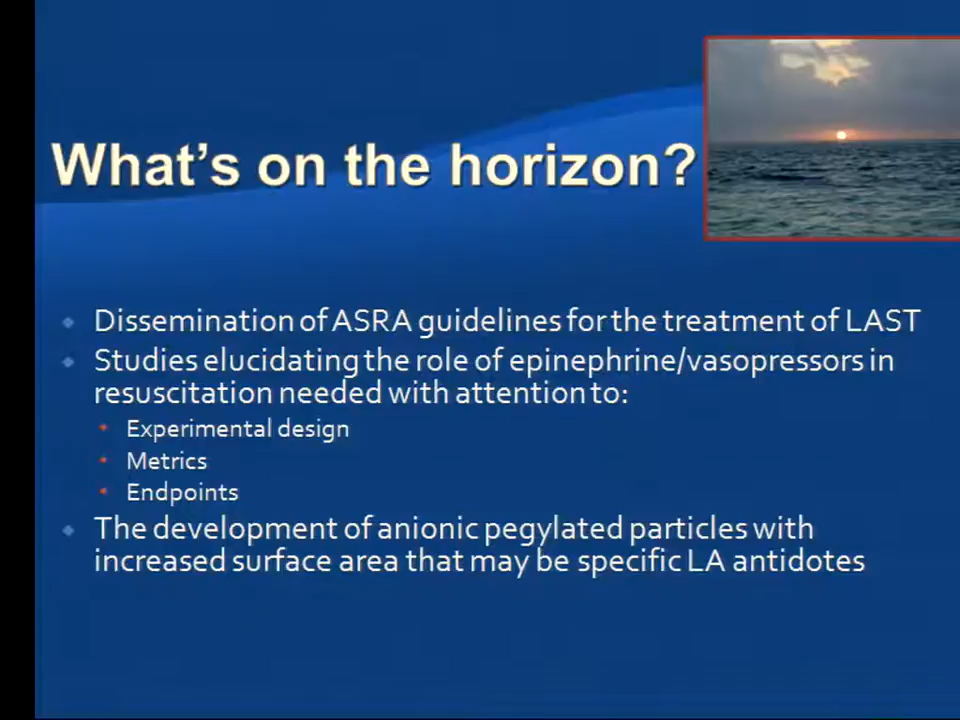 What's on the horizon?
Dissemination of ASRA guidelines for the treatment of LAST
Studies elucidating the role of epinephrine/vasopressors in
resuscitation needed with attention to:
Experimental design
Metrics
Endpoints
The development of anionic pegylated particles with
increased surface area that may be specific LA antidotes